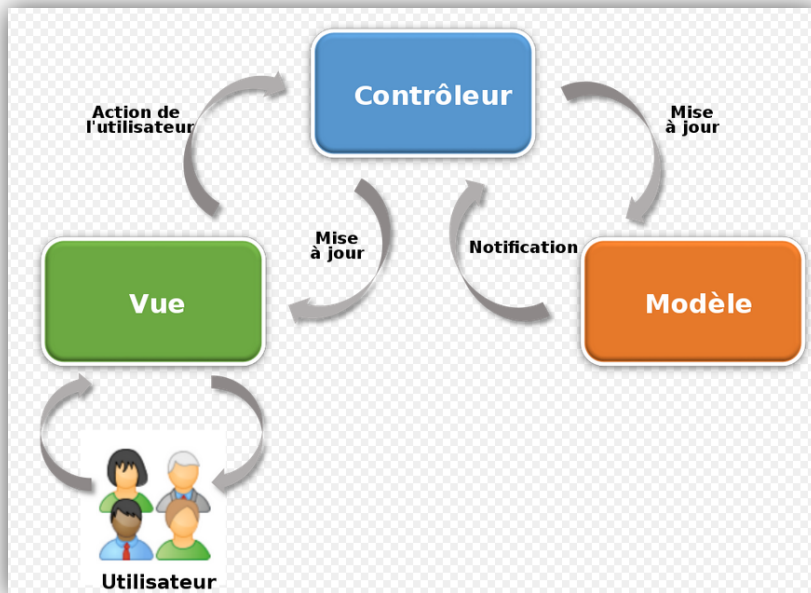 Contrôleur
Action de
l'utilisateur
Mise
à jour
Mise
à jour
Notification
Vue
Modèle
Utilisateur